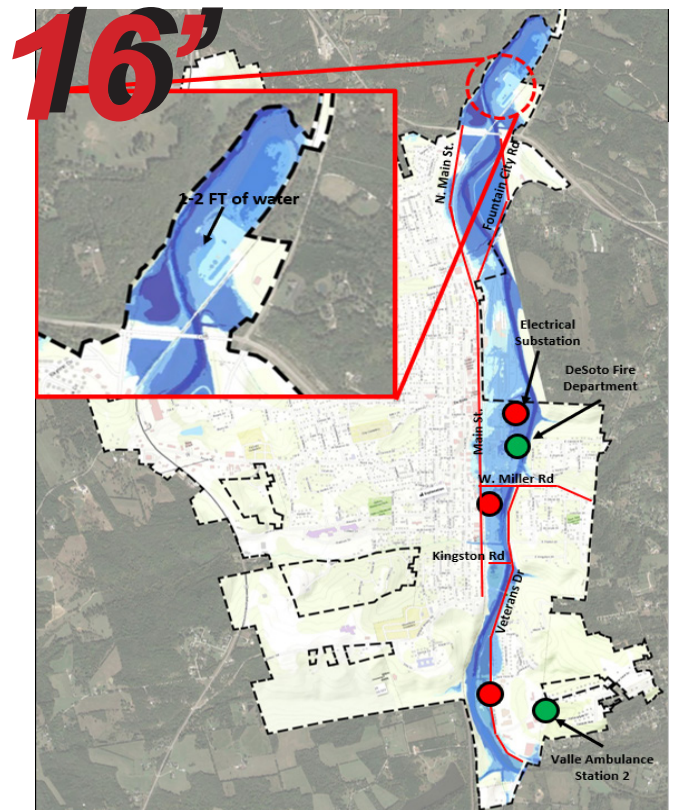 16’
1-2 FT of water
N. Main St.
Fountain City Rd
Electrical
Substation
DeSoto Fire
Department
Main St.
W. Miller Rd
Kingston Rd
Veterans Dr
Valle Ambulance
Station 2